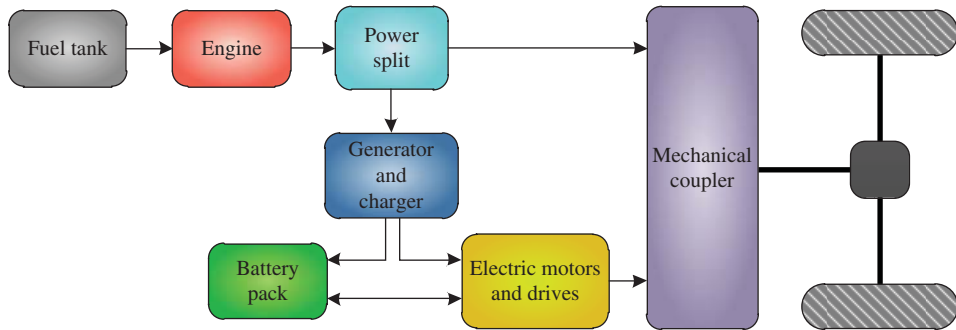 Fuel tank
Engine
Power
split
Generator
and
charger
Mechanical
coupler
Battery
pack
Electric motors
and drives